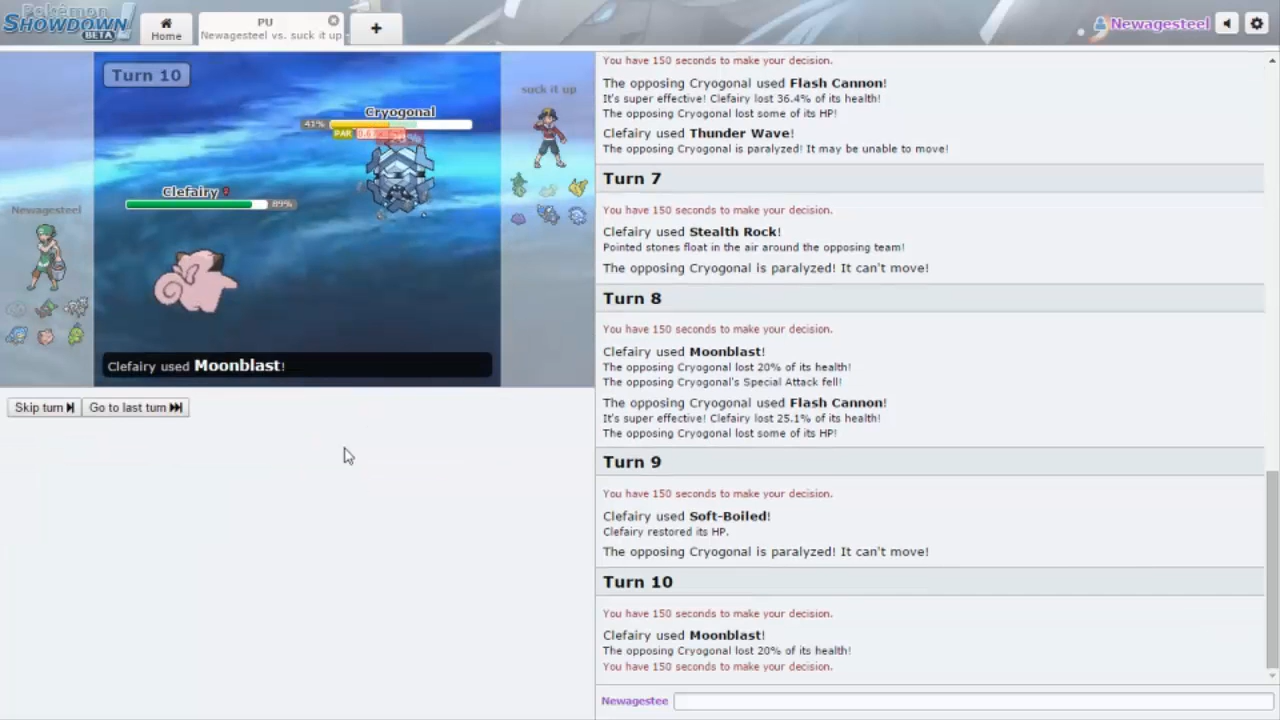 Pokémon
SHOWDOWN!
BETA
Home
PU
Newagesteel vs. suck it up
+
Newagesteel
Turn 10
Cryogonal
41%
PAR
suck it up
Clefairy
89%
Newagesteel
Clefairy used Moonblast!
Skip turn
Go to last turn
You have 150 seconds to make your decision.
The opposing Cryogonal used Flash Cannon!
It's super effective! Clefairy lost 36.4% of its health!
The opposing Cryogonal lost some of its HP!
Clefairy used Thunder Wave!
The opposing Cryogonal is paralyzed! It may be unable to move!
Turn 7
You have 150 seconds to make your decision.
Clefairy used Stealth Rock!
Pointed stones float in the air around the opposing team!
The opposing Cryogonal is paralyzed! It can't move!
Turn 8
You have 150 seconds to make your decision.
Clefairy used Moonblast!
The opposing Cryogonal lost 20% of its health!
The opposing Cryogonal's Special Attack fell!
The opposing Cryogonal used Flash Cannon!
It's super effective! Clefairy lost 25.1% of its health!
The opposing Cryogonal lost some of its HP!
Turn 9
You have 150 seconds to make your decision.
Clefairy used Soft-Boiled!
Clefairy restored its HP.
The opposing Cryogonal is paralyzed! It can't move!
Turn 10
You have 150 seconds to make your decision.
Clefairy used Moonblast!
The opposing Cryogonal lost 20% of its health!
You have 150 seconds to make your decision.
Newagestee